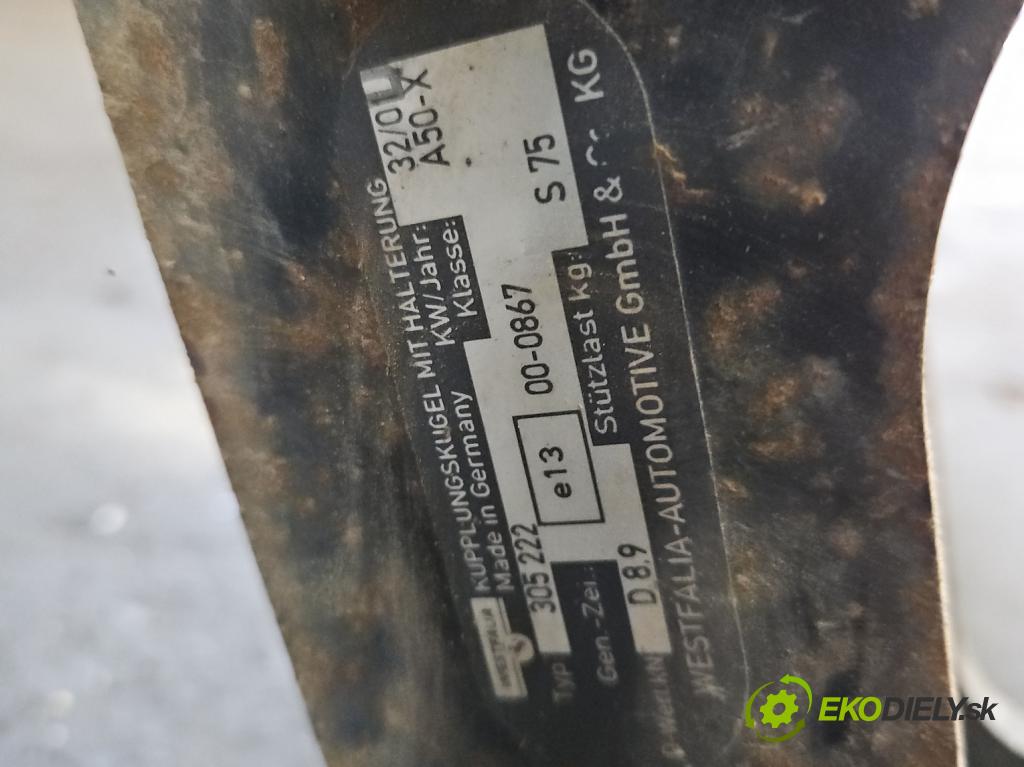 WESTFALIA
KUPPLUNGSKUGEL MIT HALTERUNG
Made in Germany KW/Jahr: 32/0
Klasse: A50-X
Typ 305 222
e13 00-0867
Gen.-Zei.:
Stützlast kg: S 75
D 8,9
WESTFALIA-AUTOMOTIVE GmbH & KG
EKODIELY.sk